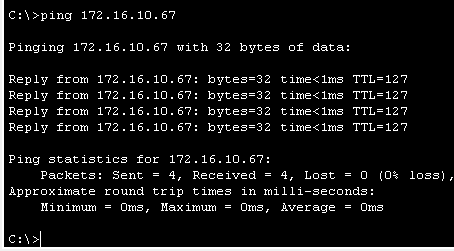 C:\>ping 172.16.10.67
Pinging 172.16.10.67 with 32 bytes of data:
Reply from 172.16.10.67: bytes=32 time<1ms TTL=127
Reply from 172.16.10.67: bytes=32 time<1ms TTL=127
Reply from 172.16.10.67: bytes=32 time<1ms TTL=127
Reply from 172.16.10.67: bytes=32 time<1ms TTL=127
Ping statistics for 172.16.10.67:
    Packets: Sent = 4, Received = 4, Lost = 0 (0% loss),
Approximate round trip times in milli-seconds:
    Minimum = 0ms, Maximum = 0ms, Average = 0ms
C:\>